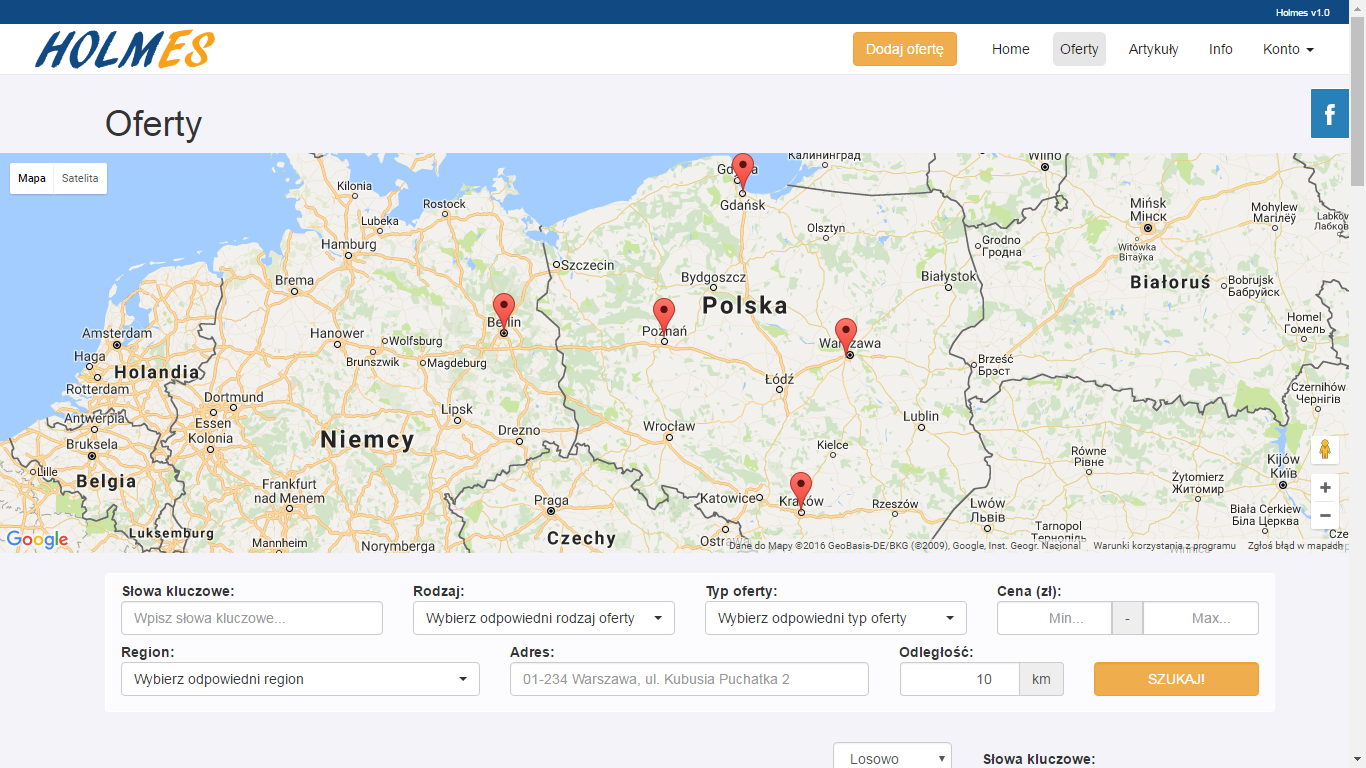 Holmes v1.0
HOLMES
Dodaj ofertę
Home
Oferty
Artykuły
Info
Konto
Oferty
Mapa
Satelita
Kilonia
Rostock
Lubeka
Hamburg
Szczecin
Brema
Berlin
Hanower
Wolfsburg
Brunszwik
Magdeburg
Amsterdam
Haga
Holandia
Rotterdam
Dortmund
Essen
Kolonia
Antwerpia
Bruksela
Lille
Belgia
Lipsk
Drezno
Niemcy
Frankfurt
nad Menem
Luksemburg
Mannheim
Norymberga
Praga
Czechy
Gdańsk
Калининград
Wilno
Olsztyn
Bydgoszcz
Polska
Poznań
Warszawa
Białystok
Łódź
Wrocław
Lublin
Kielce
Katowice
Kraków
Rzeszów
Grodno
Гродна
Mińsk
Мінск
Mohylew
Магілёў
Witówka
Вітаўка
Białoruś
Bobrujsk
Бабруйск
Homel
Гомель
Brześć
Брэст
Czernihów
Чернігів
Równe
Рівне
Żytomierz
Житомир
Kijów
Київ
Lwów
Львів
Tarnopol
Тернопіль
Biała Cerkiew
Біла Церква
Google
Dane do Mapy ©2016 GeoBasis-DE/BKG (©2009), Google, Inst. Geogr. Nacional
Warunki korzystania z programu
Zgłoś błąd w mapach
Słowa kluczowe:
Rodzaj:
Typ oferty:
Cena (zł):
Wpisz słowa kluczowe...
Wybierz odpowiedni rodzaj oferty
Wybierz odpowiedni typ oferty
Min...
-
Max...
Region:
Adres:
Odległość:
Wybierz odpowiedni region
01-234 Warszawa, ul. Kubusia Puchatka 2
10
km
SZUKAJ!
Losowo
Słowa kluczowe: